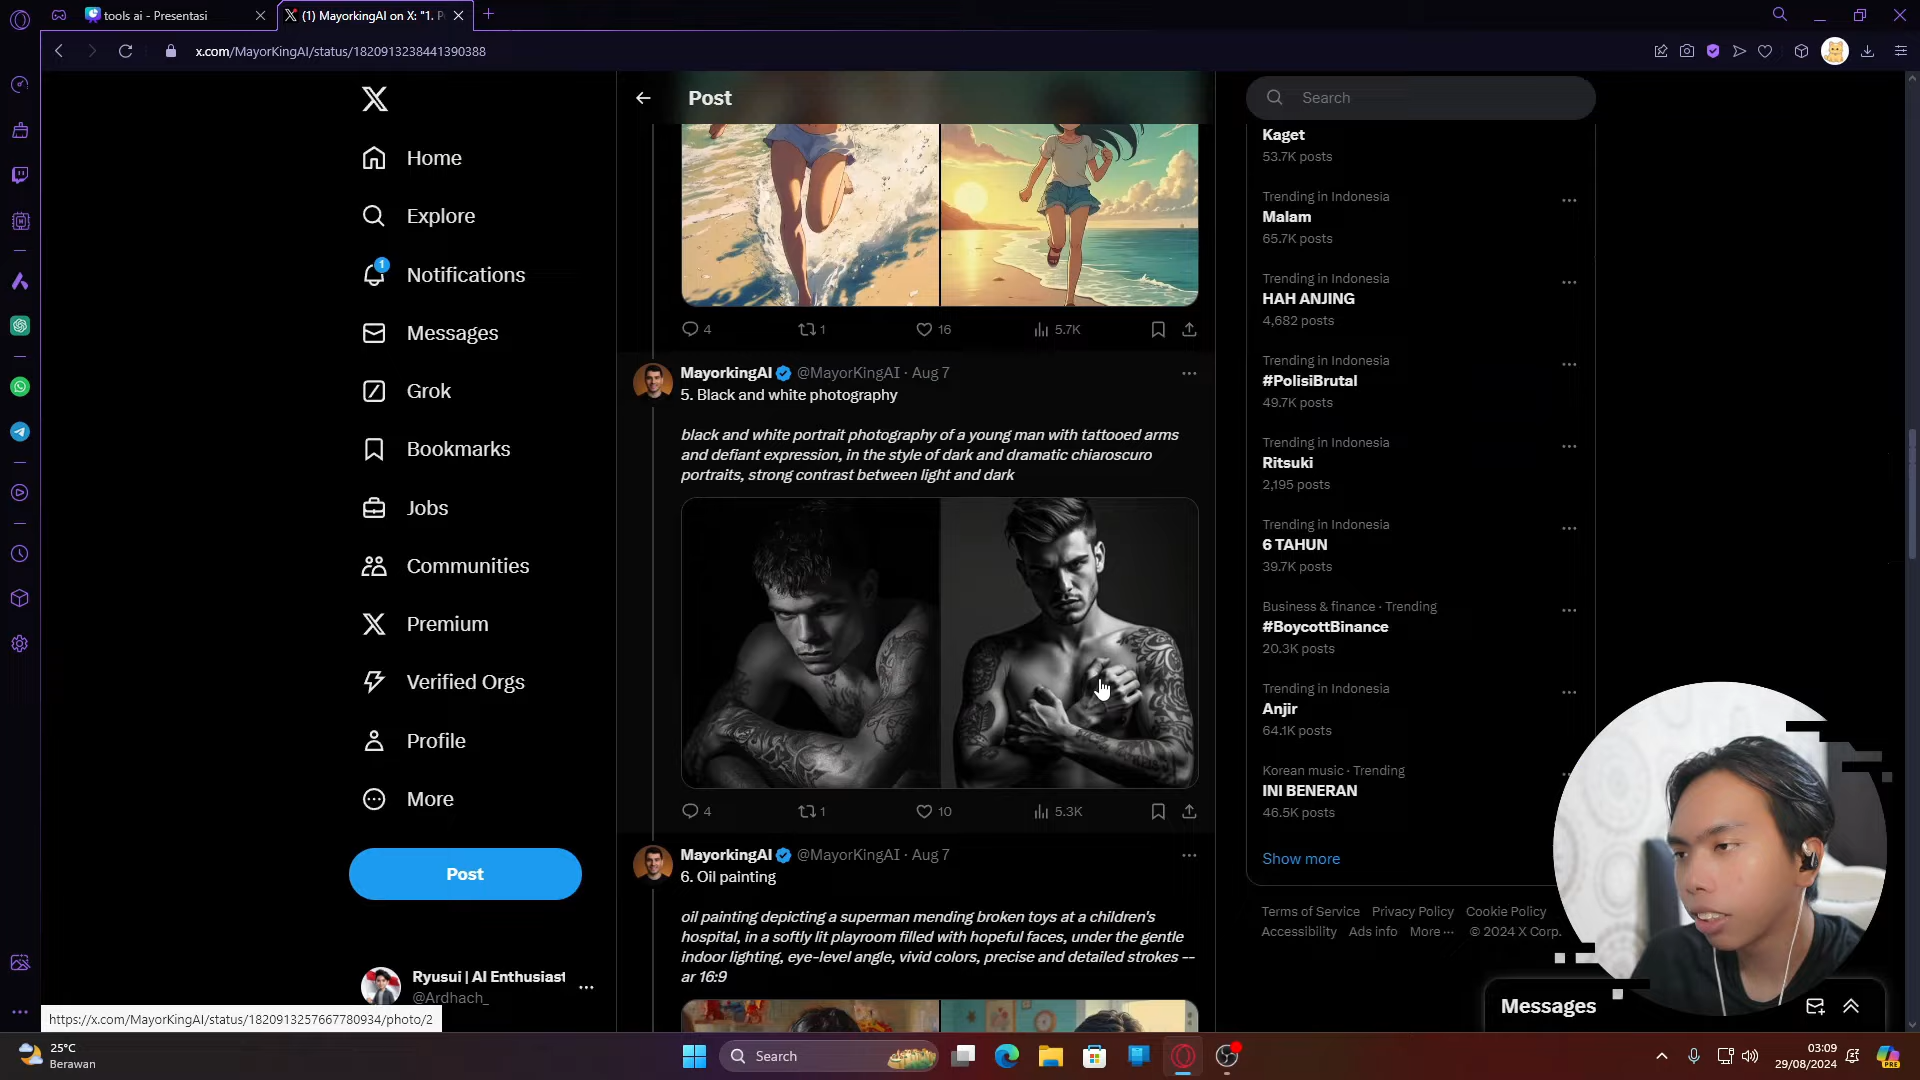 tools ai - Presentasi
(1) MayorkingAI on X: "1. P
x.com/MayorKingAI/status/1820913238441390388
Home
Explore
1
Notifications
Messages
Grok
Bookmarks
Jobs
Communities
Premium
Verified Orgs
Profile
More
Post
Ryusui | AI Enthusiast
@Ardhach_
https://x.com/MayorKingAI/status/1820913257667780934/photo/2
Post
4
1
16
5.7K
MayorkingAI @MayorKingAI · Aug 7
5. Black and white photography
black and white portrait photography of a young man with tattooed arms
and defiant expression, in the style of dark and dramatic chiaroscuro
portraits, strong contrast between light and dark
4
1
10
5.3K
MayorkingAI @MayorKingAI · Aug 7
6. Oil painting
oil painting depicting a superman mending broken toys at a children's
hospital, in a softly lit playroom filled with hopeful faces, under the gentle
indoor lighting, eye-level angle, vivid colors, precise and detailed strokes --
ar 16:9
Search
Kaget
53.7K posts
Trending in Indonesia
Malam
65.7K posts
Trending in Indonesia
HAH ANJING
4,682 posts
Trending in Indonesia
#PolisiBrutal
49.7K posts
Trending in Indonesia
Ritsuki
2,195 posts
Trending in Indonesia
6 TAHUN
39.7K posts
Business & finance · Trending
#BoycottBinance
20.3K posts
Trending in Indonesia
Anjir
64.1K posts
Korean music · Trending
INI BENERAN
46.5K posts
Show more
Terms of Service Privacy Policy Cookie Policy
Accessibility Ads info More ··· © 2024 X Corp.
Messages
25°C
Berawan
Search
03:09
29/08/2024
PRE